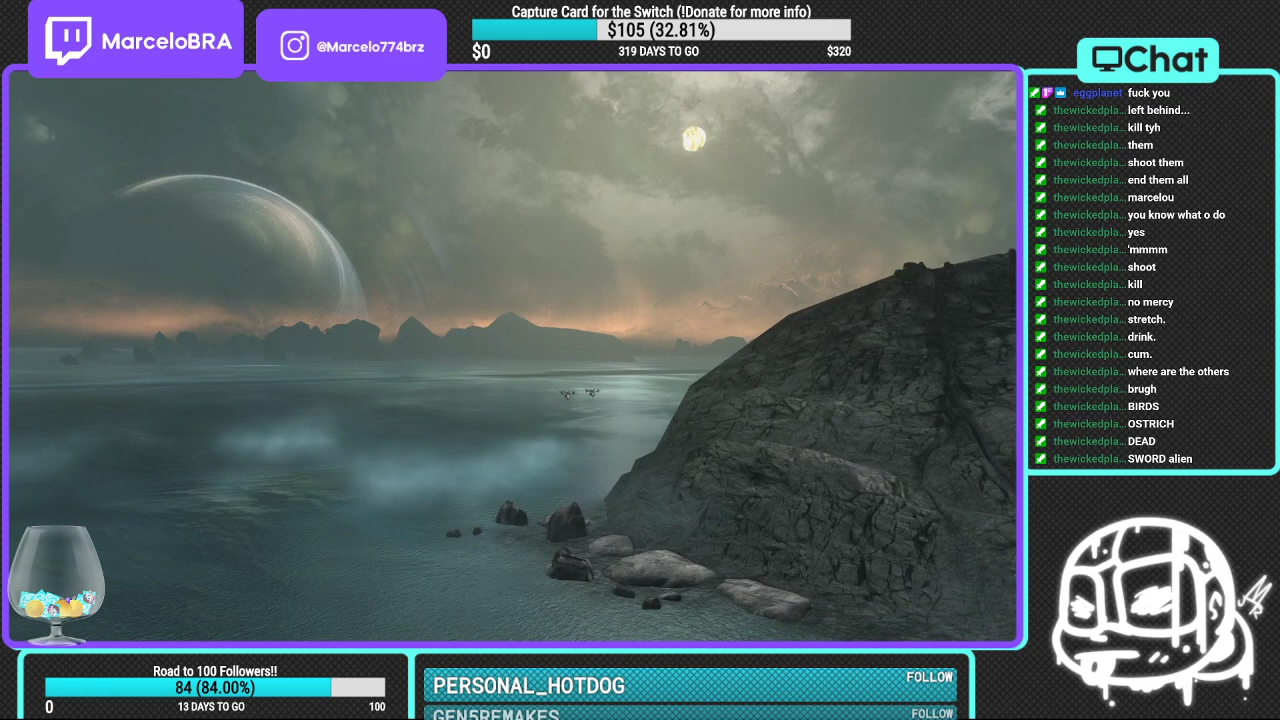 MarceloBRA
@Marcelo774brz
Capture Card for the Switch (!Donate for more info)
$105 (32.81%)
$0
319 DAYS TO GO
$320
Chat
eggplanet fuck you
thewickedpla... left behind...
thewickedpla... kill tyh
thewickedpla... them
thewickedpla... shoot them
thewickedpla... end them all
thewickedpla... marcelou
thewickedpla... you know what o do
thewickedpla... yes
thewickedpla... 'mmmm
thewickedpla... shoot
thewickedpla... kill
thewickedpla... no mercy
thewickedpla... stretch.
thewickedpla... drink.
thewickedpla... cum.
thewickedpla... where are the others
thewickedpla... brugh
thewickedpla... BIRDS
thewickedpla... OSTRICH
thewickedpla... DEAD
thewickedpla... SWORD alien
Road to 100 Followers!!
84 (84.00%)
0
13 DAYS TO GO
100
PERSONAL_HOTDOG
FOLLOW
GEN5REMAKES
FOLLOW